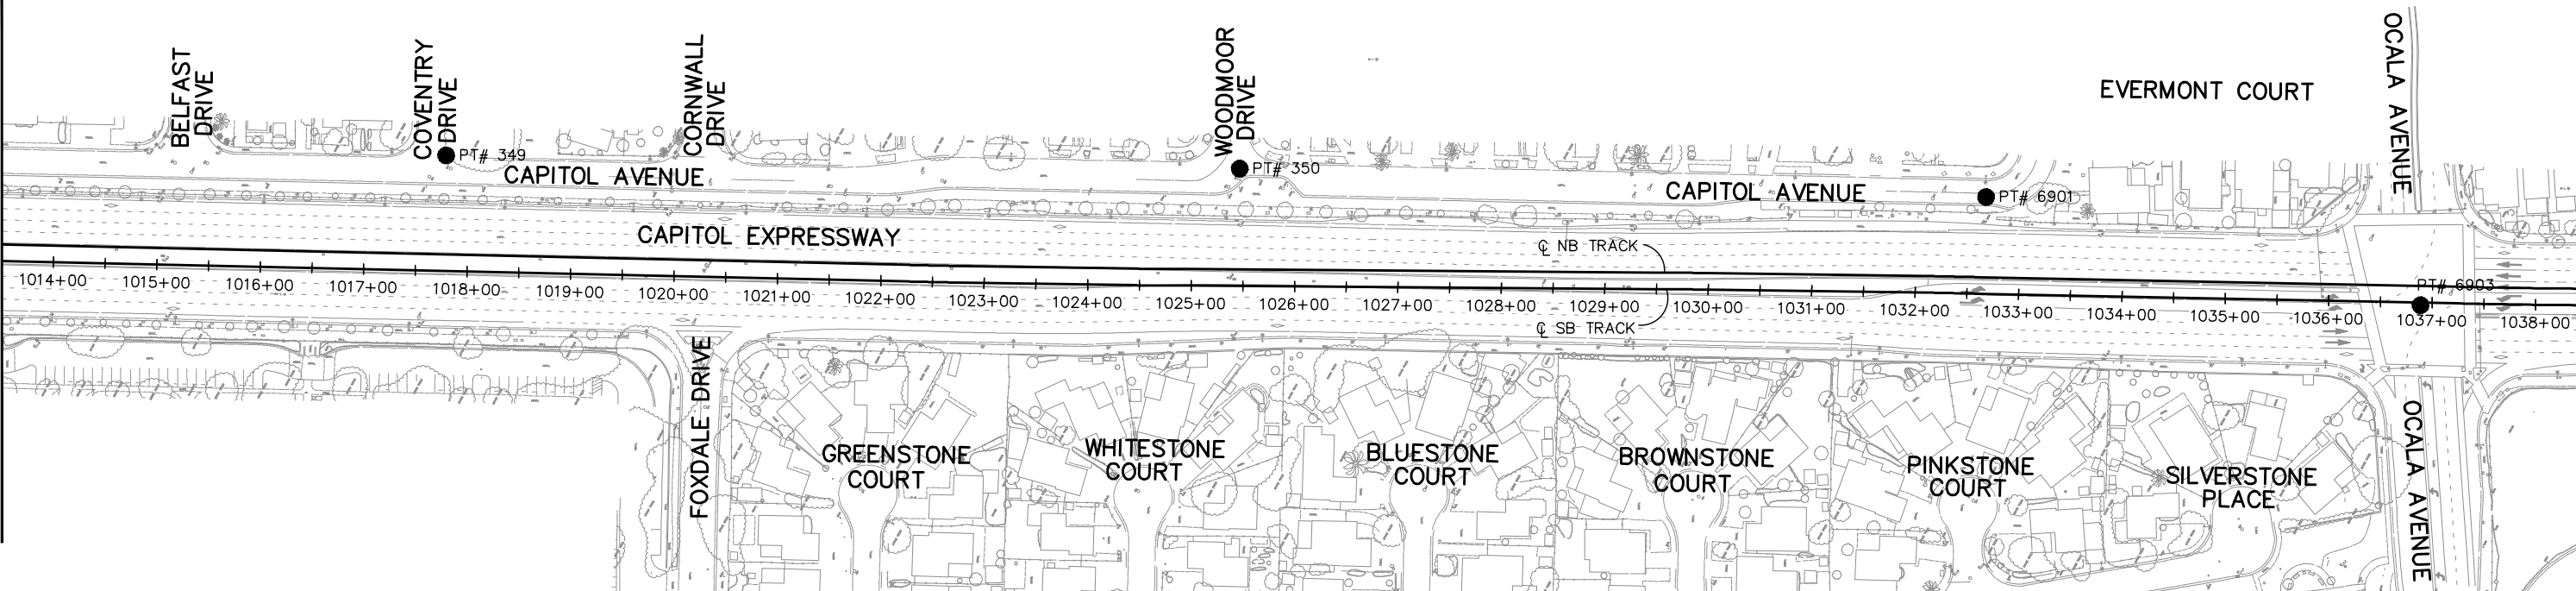 BELFAST
DRIVE
COVENTRY
DRIVE
CORNWALL
DRIVE
WOODMOOR
DRIVE
OCALA AVENUE
EVERMONT COURT
PT# 349
PT# 350
CAPITOL AVENUE
CAPITOL AVENUE
PT# 6901
CAPITOL EXPRESSWAY
℄ NB TRACK
PT# 6903
1014+00
1015+00
1016+00
1017+00
1018+00
1019+00
1020+00
1021+00
1022+00
1023+00
1024+00
1025+00
1026+00
1027+00
1028+00
1029+00
1030+00
1031+00
1032+00
1033+00
1034+00
1035+00
1036+00
1037+00
1038+00
℄ SB TRACK
FOXDALE DRIVE
GREENSTONE
COURT
WHITESTONE
COURT
BLUESTONE
COURT
BROWNSTONE
COURT
PINKSTONE
COURT
SILVERSTONE
PLACE
OCALA AVENUE